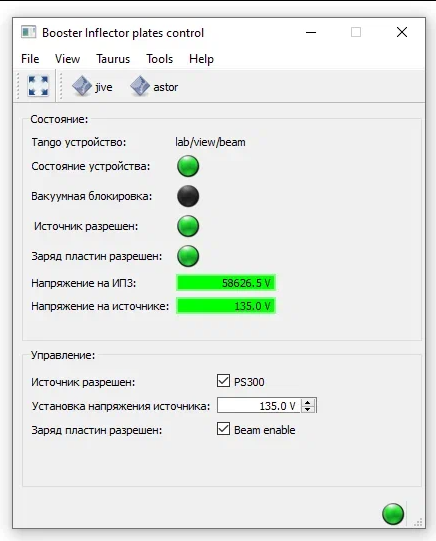 Booster Inflector plates control
File View Taurus Tools Help
jive astor
Состояние:
Tango устройство: lab/view/beam
Состояние устройства:
Вакуумная блокировка:
Источник разрешен:
Заряд пластин разрешен:
Напряжение на ИПЗ: 58626.5 V
Напряжение на источнике: 135.0 V
Управление:
Источник разрешен: PS300
Установка напряжения источника: 135.0 V
Заряд пластин разрешен: Beam enable